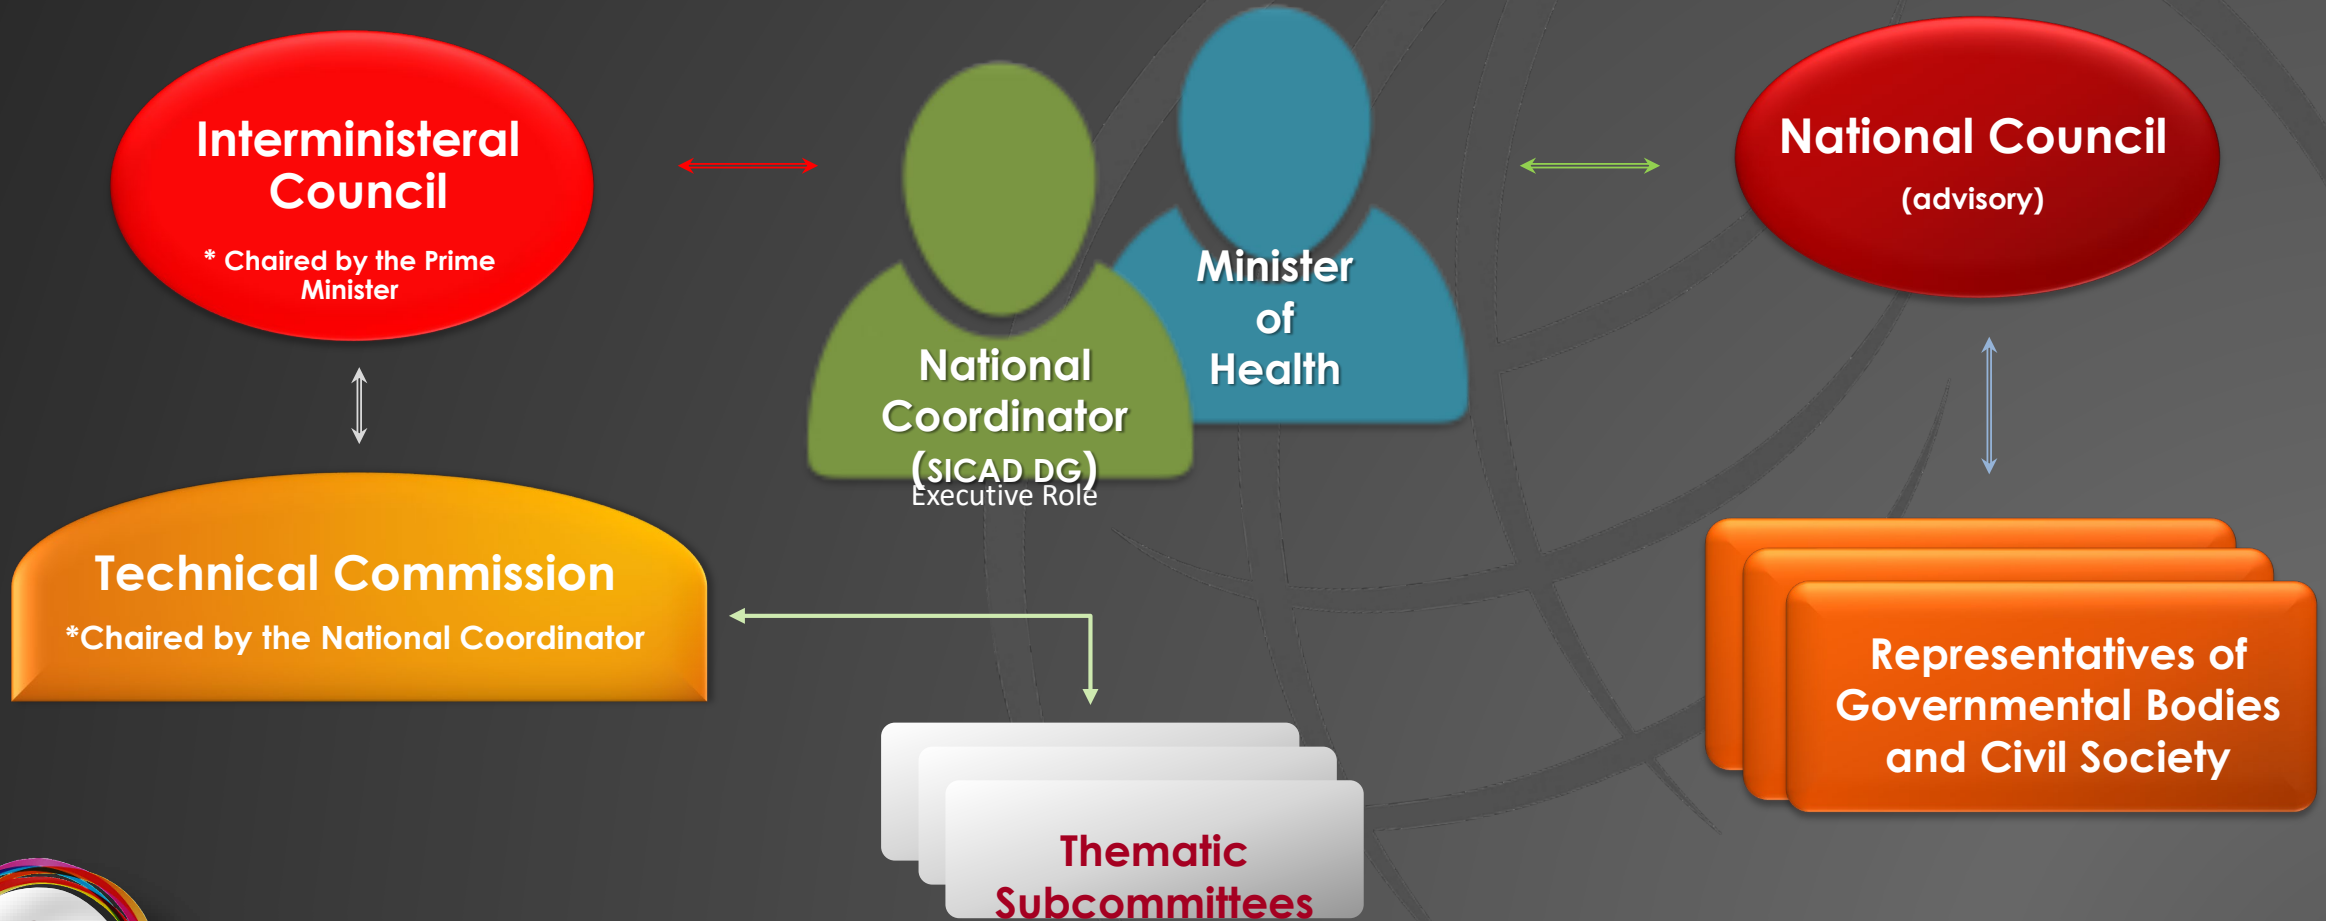 Interministeral
Council
* Chaired by the Prime
Minister
National
Coordinator
(SICAD DG)
Executive Role
Minister
of
Health
National Council
(advisory)
Technical Commission
*Chaired by the National Coordinator
Thematic
Subcommittees
Representatives of
Governmental Bodies
and Civil Society